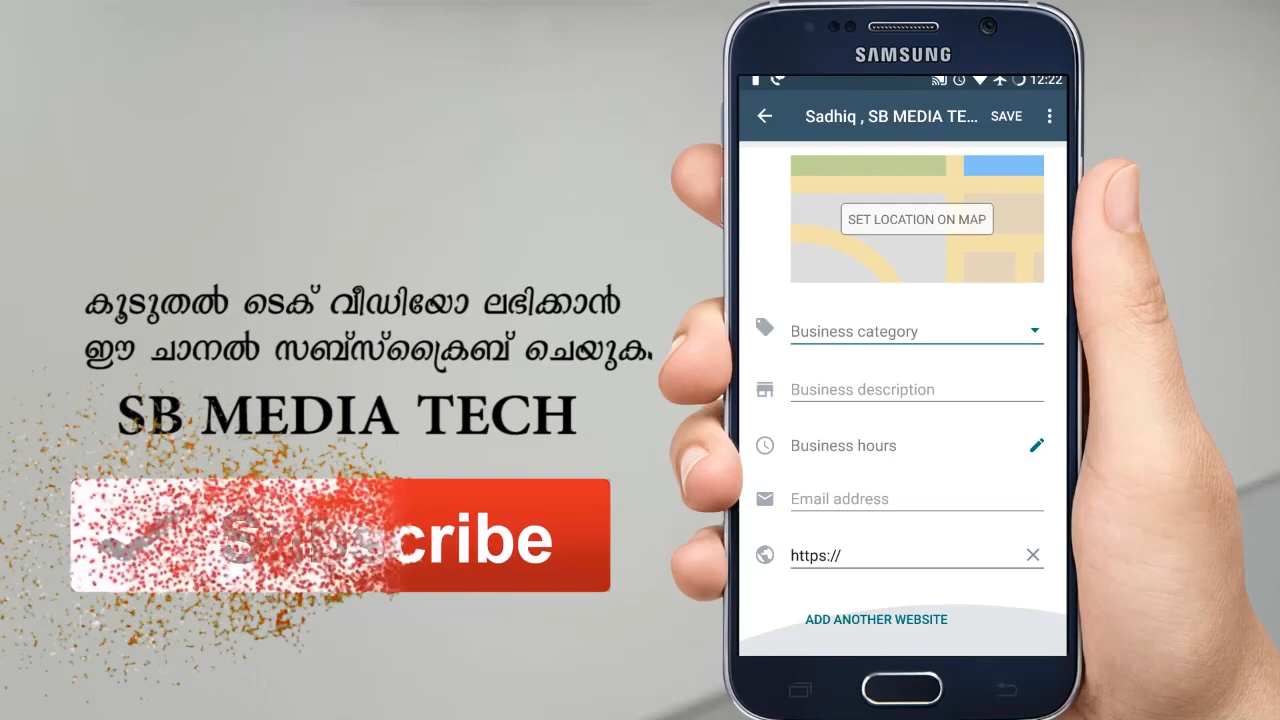 കൂടുതൽ ടെക് വീഡിയോ ലഭിക്കാൻ
ഈ ചാനൽ സബ്സ്ക്രൈബ് ചെയുക.
SB MEDIA TECH
Subscribe
SAMSUNG
12:22
Sadhiq , SB MEDIA TE... SAVE
SET LOCATION ON MAP
Business category
Business description
Business hours
Email address
https://
ADD ANOTHER WEBSITE